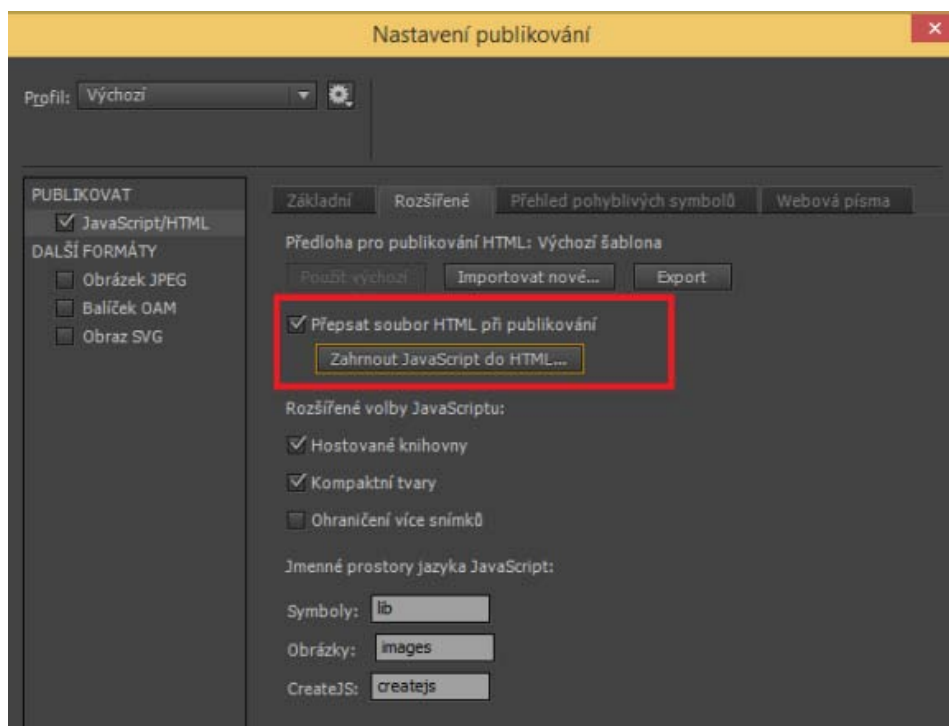 Nastavení publikování
Profil: Výchozí
PUBLIKOVAT
JavaScript/HTML
DALŠÍ FORMÁTY
Obrázek JPEG
Balíček OAM
Obraz SVG
Základní Rozšířené Přehled pohyblivých symbolů Webová písma
Předloha pro publikování HTML: Výchozí šablona
Použít výchozí Importovat nové... Export
Přepsat soubor HTML při publikování
Zahrnout JavaScript do HTML...
Rozšířené volby JavaScriptu:
Hostované knihovny
Kompaktní tvary
Ohraničení více snímků
Jmenné prostory jazyka JavaScript:
Symboly: lib
Obrázky: images
CreateJS: createjs